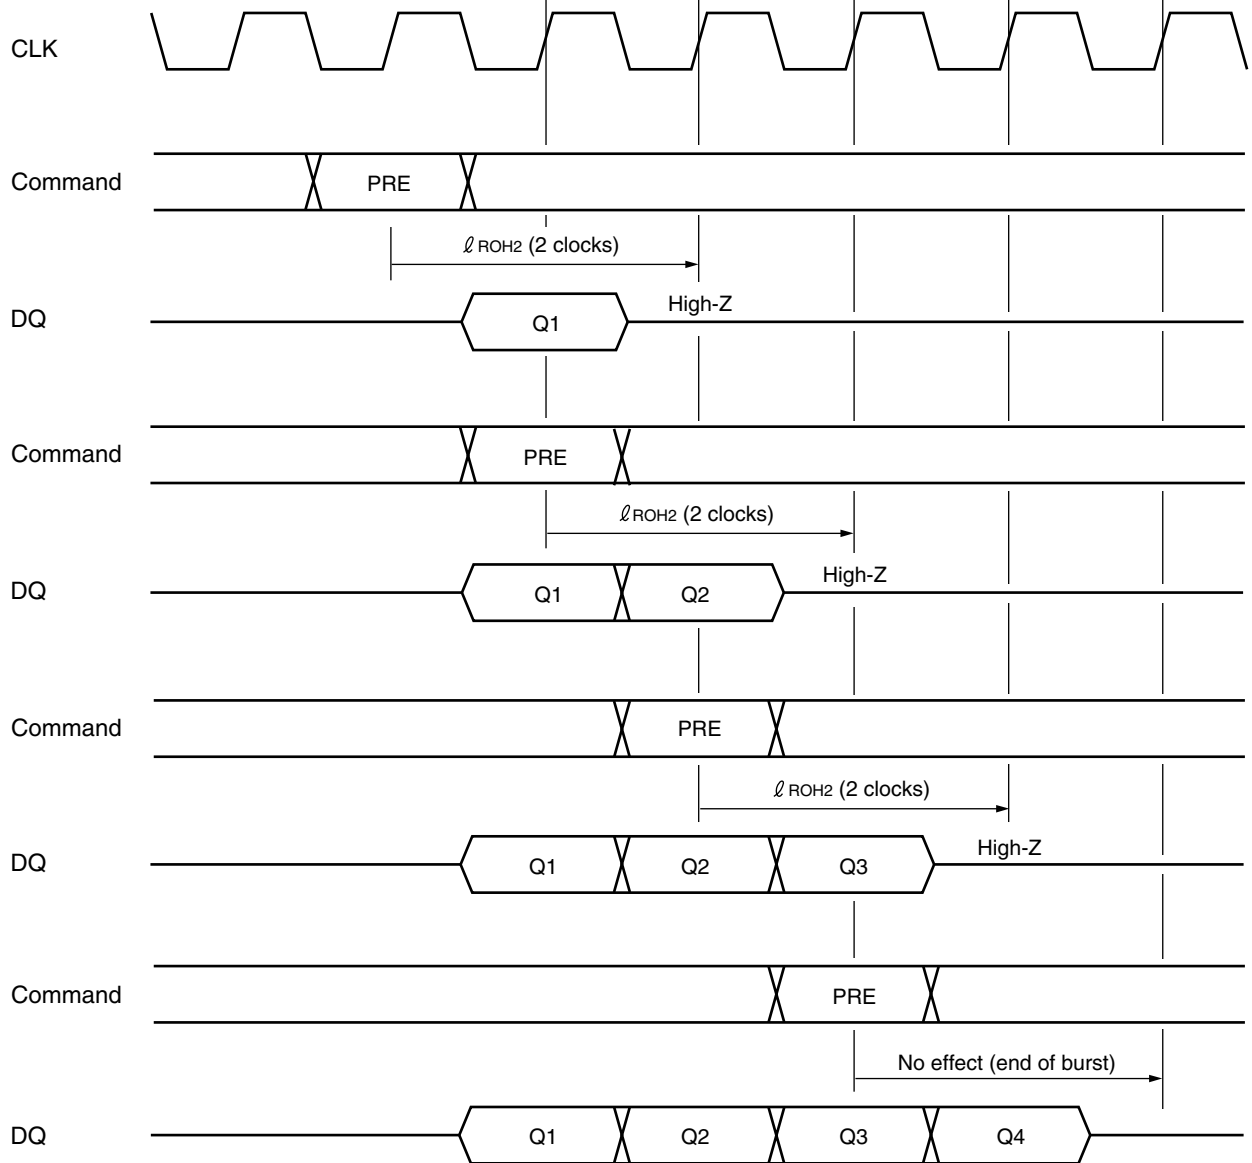 CLK
Command PRE
ℓROH2 (2 clocks)
DQ Q1 High-Z
Command PRE
ℓROH2 (2 clocks)
DQ Q1 Q2 High-Z
Command PRE
ℓROH2 (2 clocks)
DQ Q1 Q2 Q3 High-Z
Command PRE
No effect (end of burst)
DQ Q1 Q2 Q3 Q4